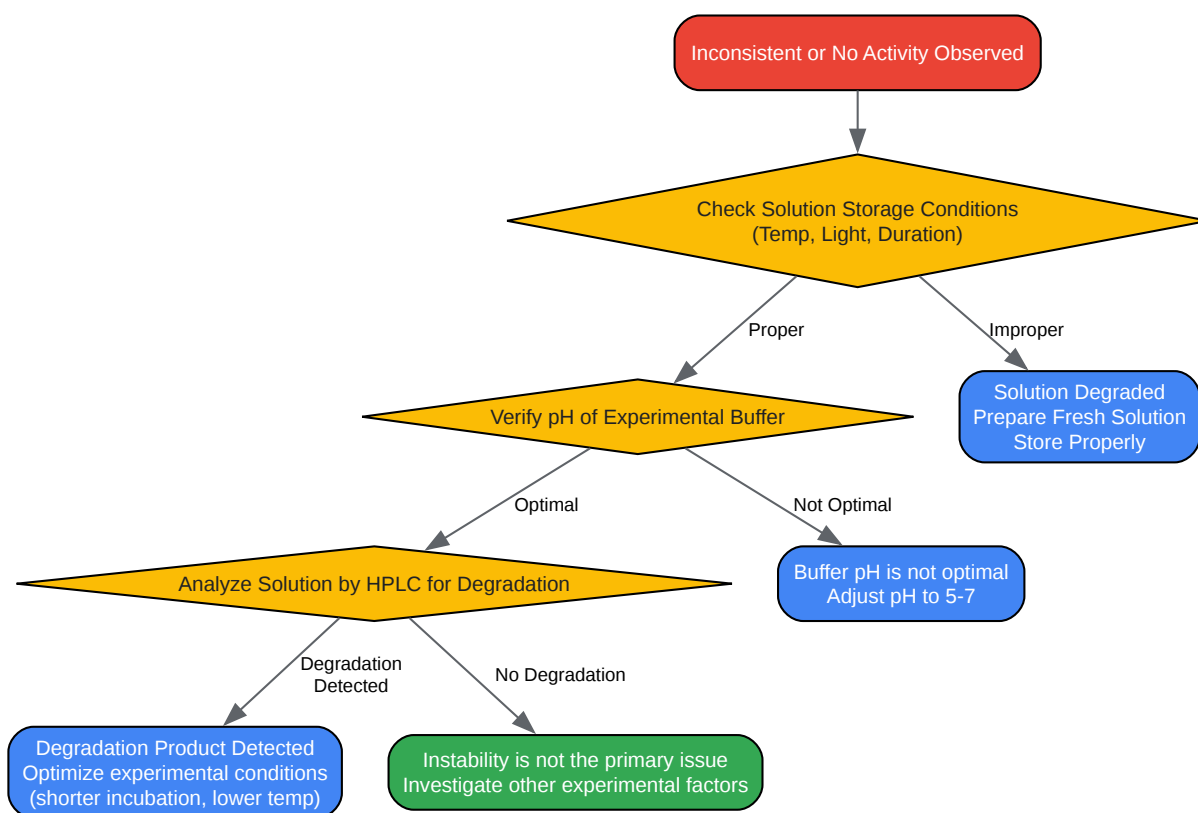 Inconsistent or No Activity Observed
Check Solution Storage Conditions
(Temp, Light, Duration)
Proper
Improper
Verify pH of Experimental Buffer
Solution Degraded
Prepare Fresh Solution
Store Properly
Optimal
Not Optimal
Analyze Solution by HPLC for Degradation
Buffer pH is not optimal
Adjust pH to 5-7
Degradation
Detected
No Degradation
Degradation Product Detected
Optimize experimental conditions
(shorter incubation, lower temp)
Instability is not the primary issue
Investigate other experimental factors